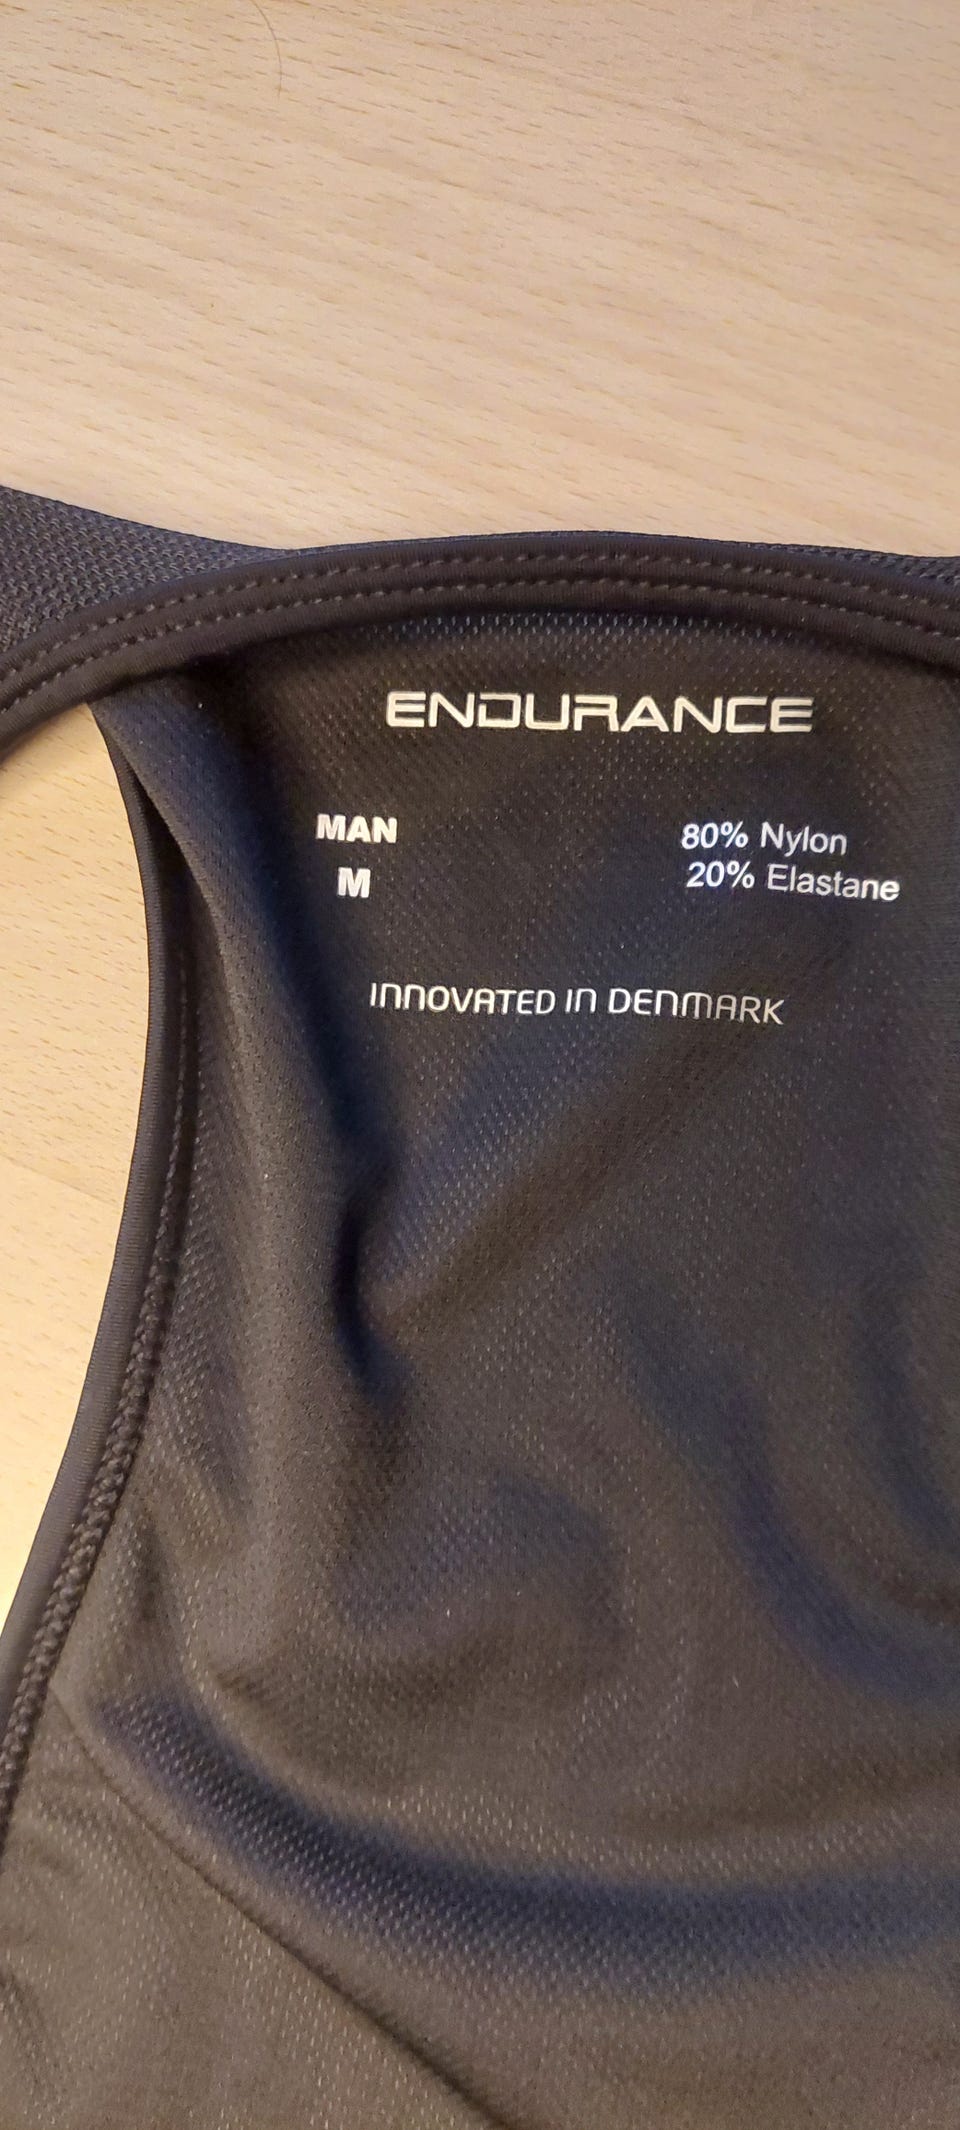 ENDURANCE
MAN
M
80% Nylon
20% Elastane
INNOVATED IN DENMARK